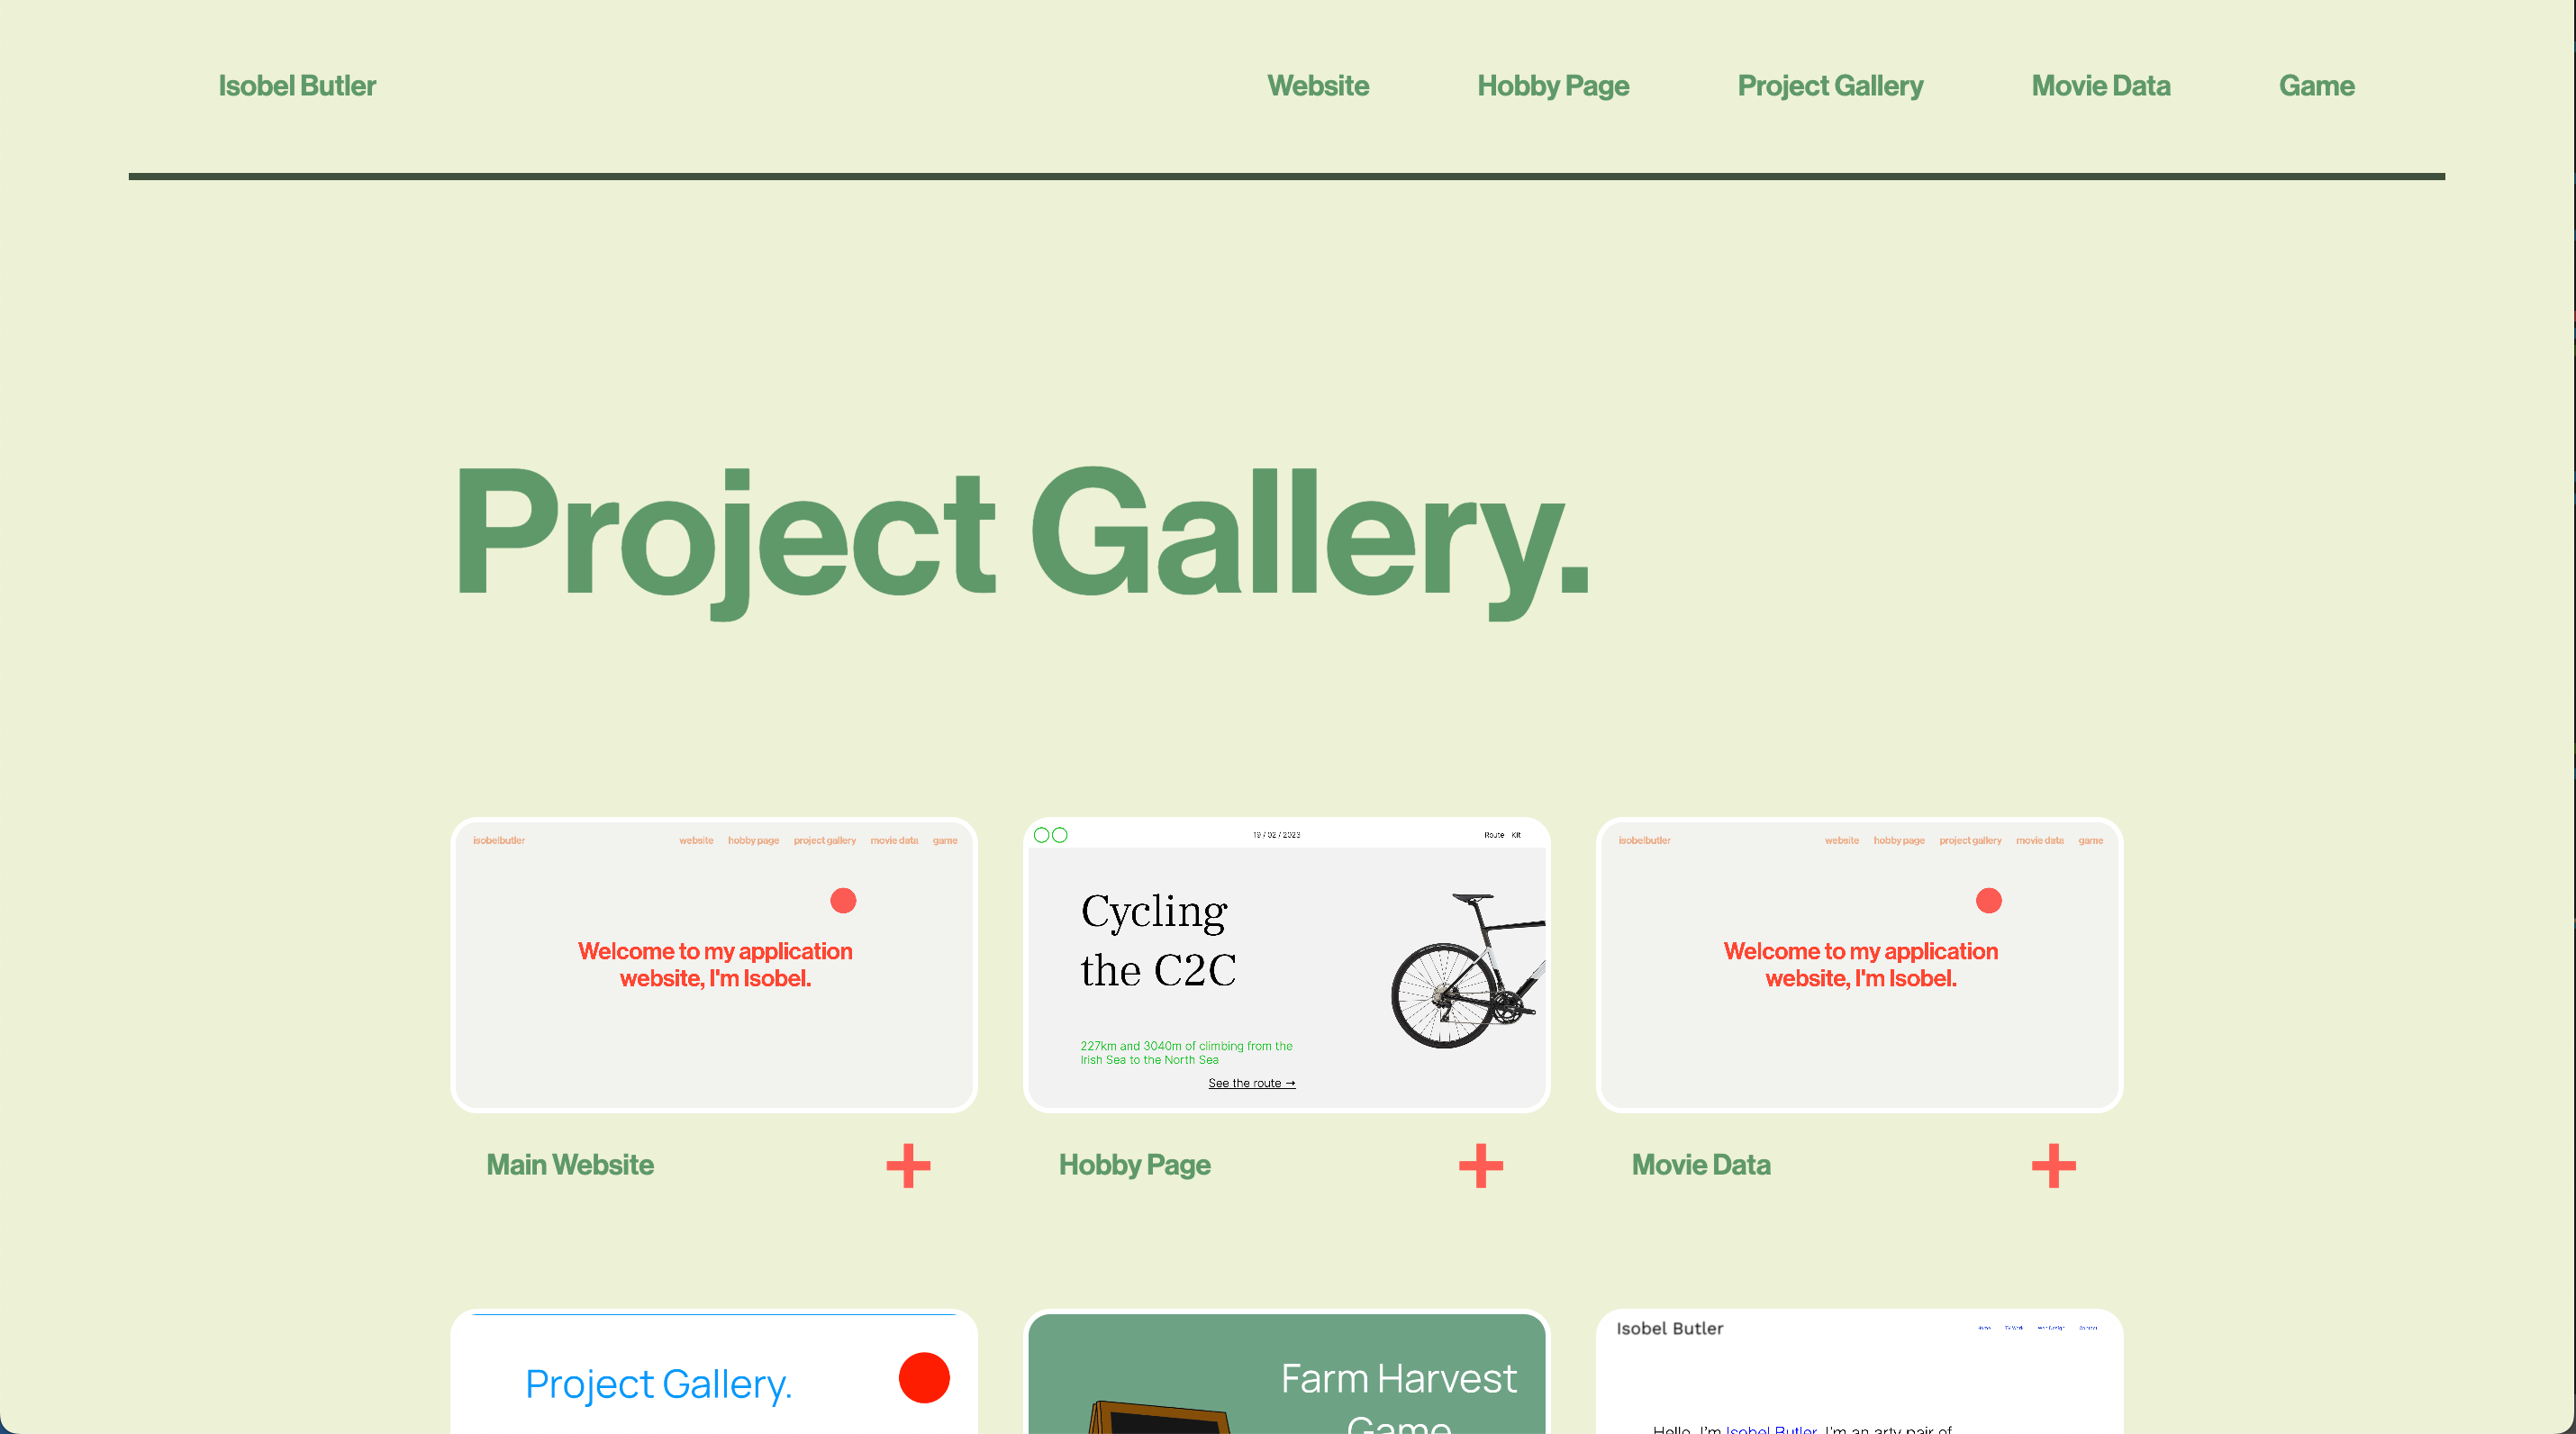 Isobel Butler
Website
Hobby Page
Project Gallery
Movie Data
Game
Project Gallery.
isobelbutler
website
hobby page
project gallery
movie data
game
Welcome to my application
website, I'm Isobel.
Main Website
19 / 02 / 2023
Route
Kit
Cycling
the C2C
227km and 3040m of climbing from the
Irish Sea to the North Sea
See the route →
Hobby Page
isobelbutler
website
hobby page
project gallery
movie data
game
Welcome to my application
website, I'm Isobel.
Movie Data
Project Gallery.
Farm Harvest
Game
Isobel Butler
Hello, I'm Isobel Butler, I'm an arty pair of